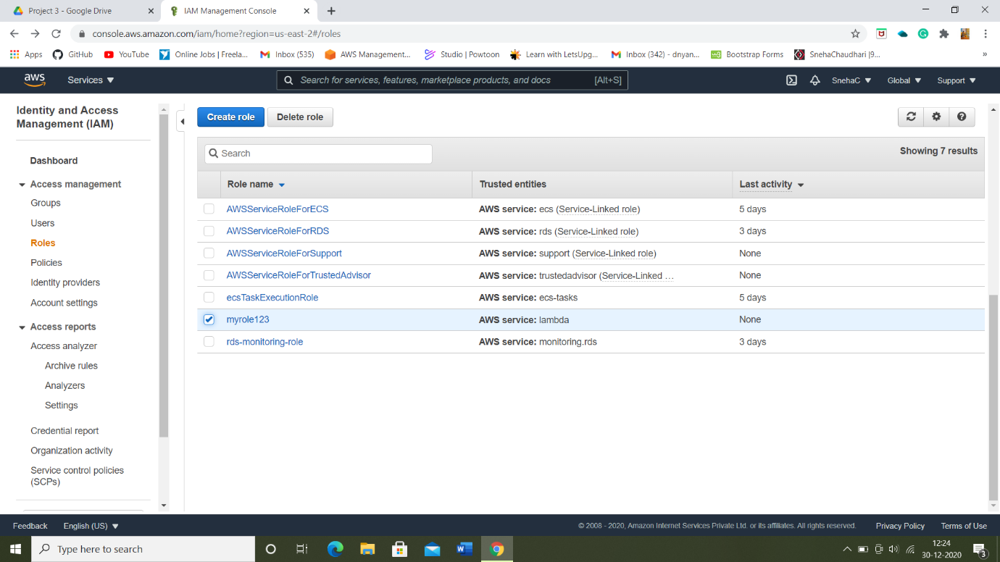 Project 3 - Google Drive
IAM Management Console
console.aws.amazon.com/iam/home?region=us-east-2#/roles
Apps GitHub YouTube Online Jobs | Freela... Inbox (535) AWS Management... Studio | Powtoon Learn with LetsUpg... Inbox (342) - dnyan... Bootstrap Forms SnehaChaudhari |9... »
aws Services Search for services, features, marketplace products, and docs [Alt+S] SnehaC Global Support
Identity and Access
Management (IAM)
Dashboard
Access management
Groups
Users
Roles
Policies
Identity providers
Account settings
Access reports
Access analyzer
Archive rules
Analyzers
Settings
Credential report
Organization activity
Service control policies
(SCPs)
Create role Delete role
Search
Showing 7 results
Role name Trusted entities Last activity
AWSServiceRoleForECS AWS service: ecs (Service-Linked role) 5 days
AWSServiceRoleForRDS AWS service: rds (Service-Linked role) 3 days
AWSServiceRoleForSupport AWS service: support (Service-Linked role) None
AWSServiceRoleForTrustedAdvisor AWS service: trustedadvisor (Service-Linked ... None
ecsTaskExecutionRole AWS service: ecs-tasks 5 days
myrole123 AWS service: lambda None
rds-monitoring-role AWS service: monitoring.rds 3 days
Feedback English (US) © 2008 - 2020, Amazon Internet Services Private Ltd. or its affiliates. All rights reserved. Privacy Policy Terms of Use
Type here to search
12:24
30-12-2020
3